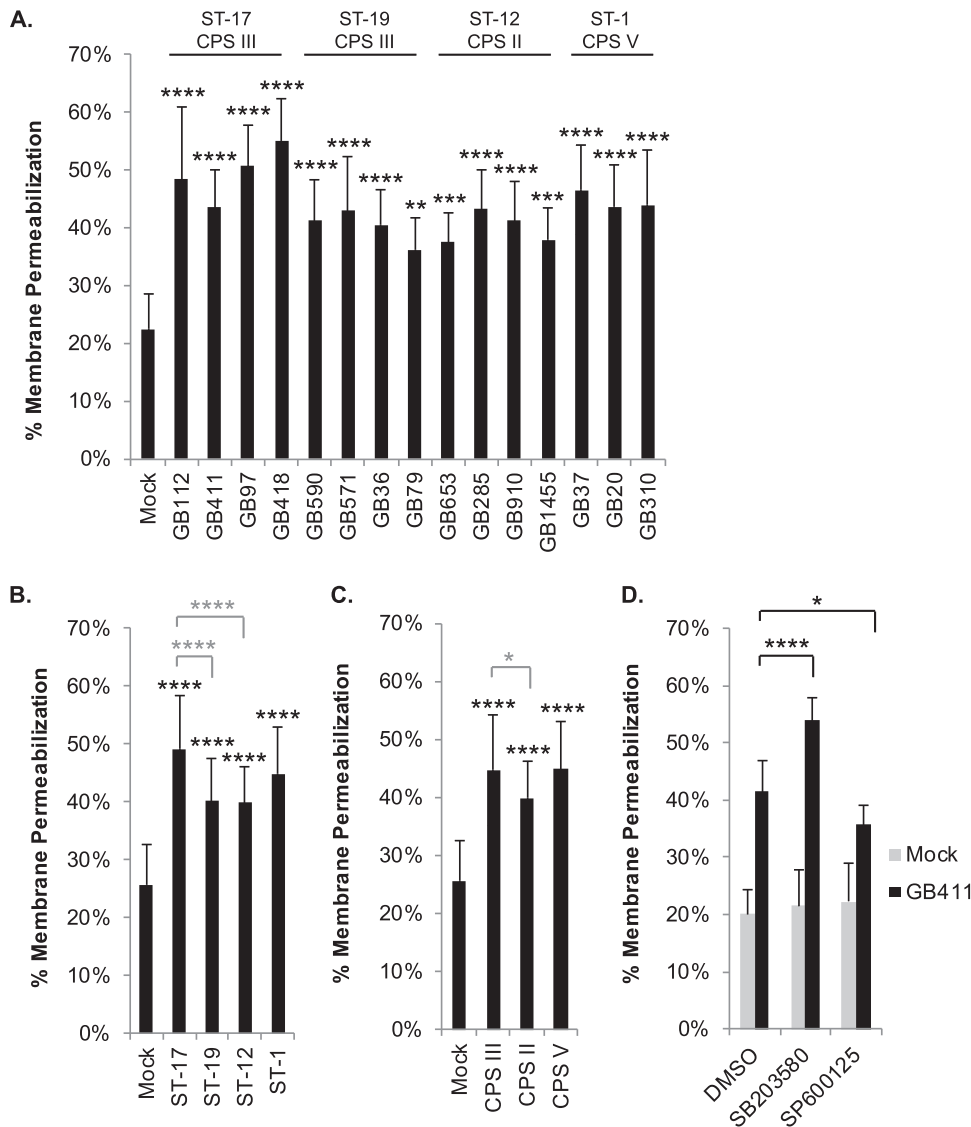 A.
ST-17 ST-19 ST-12 ST-1
CPS III CPS III CPS II CPS V
% Membrane Permeabilization
70%
60%
50%
40%
30%
20%
10%
0%
**** **** **** **** **** **** **** ** *** **** **** *** **** **** ****
Mock GB112 GB411 GB97 GB418 GB590 GB571 GB36 GB79 GB653 GB285 GB910 GB1455 GB37 GB20 GB310
B.
% Membrane Permeabilization
70%
60%
50%
40%
30%
20%
10%
0%
****
****
**** **** **** ****
Mock ST-17 ST-19 ST-12 ST-1
C.
% Membrane Permeabilization
70%
60%
50%
40%
30%
20%
10%
0%
*
**** **** ****
Mock CPS III CPS II CPS V
D.
% Membrane Permeabilization
70%
60%
50%
40%
30%
20%
10%
0%
*
****
DMSO SB203580 SP600125
Mock
GB411